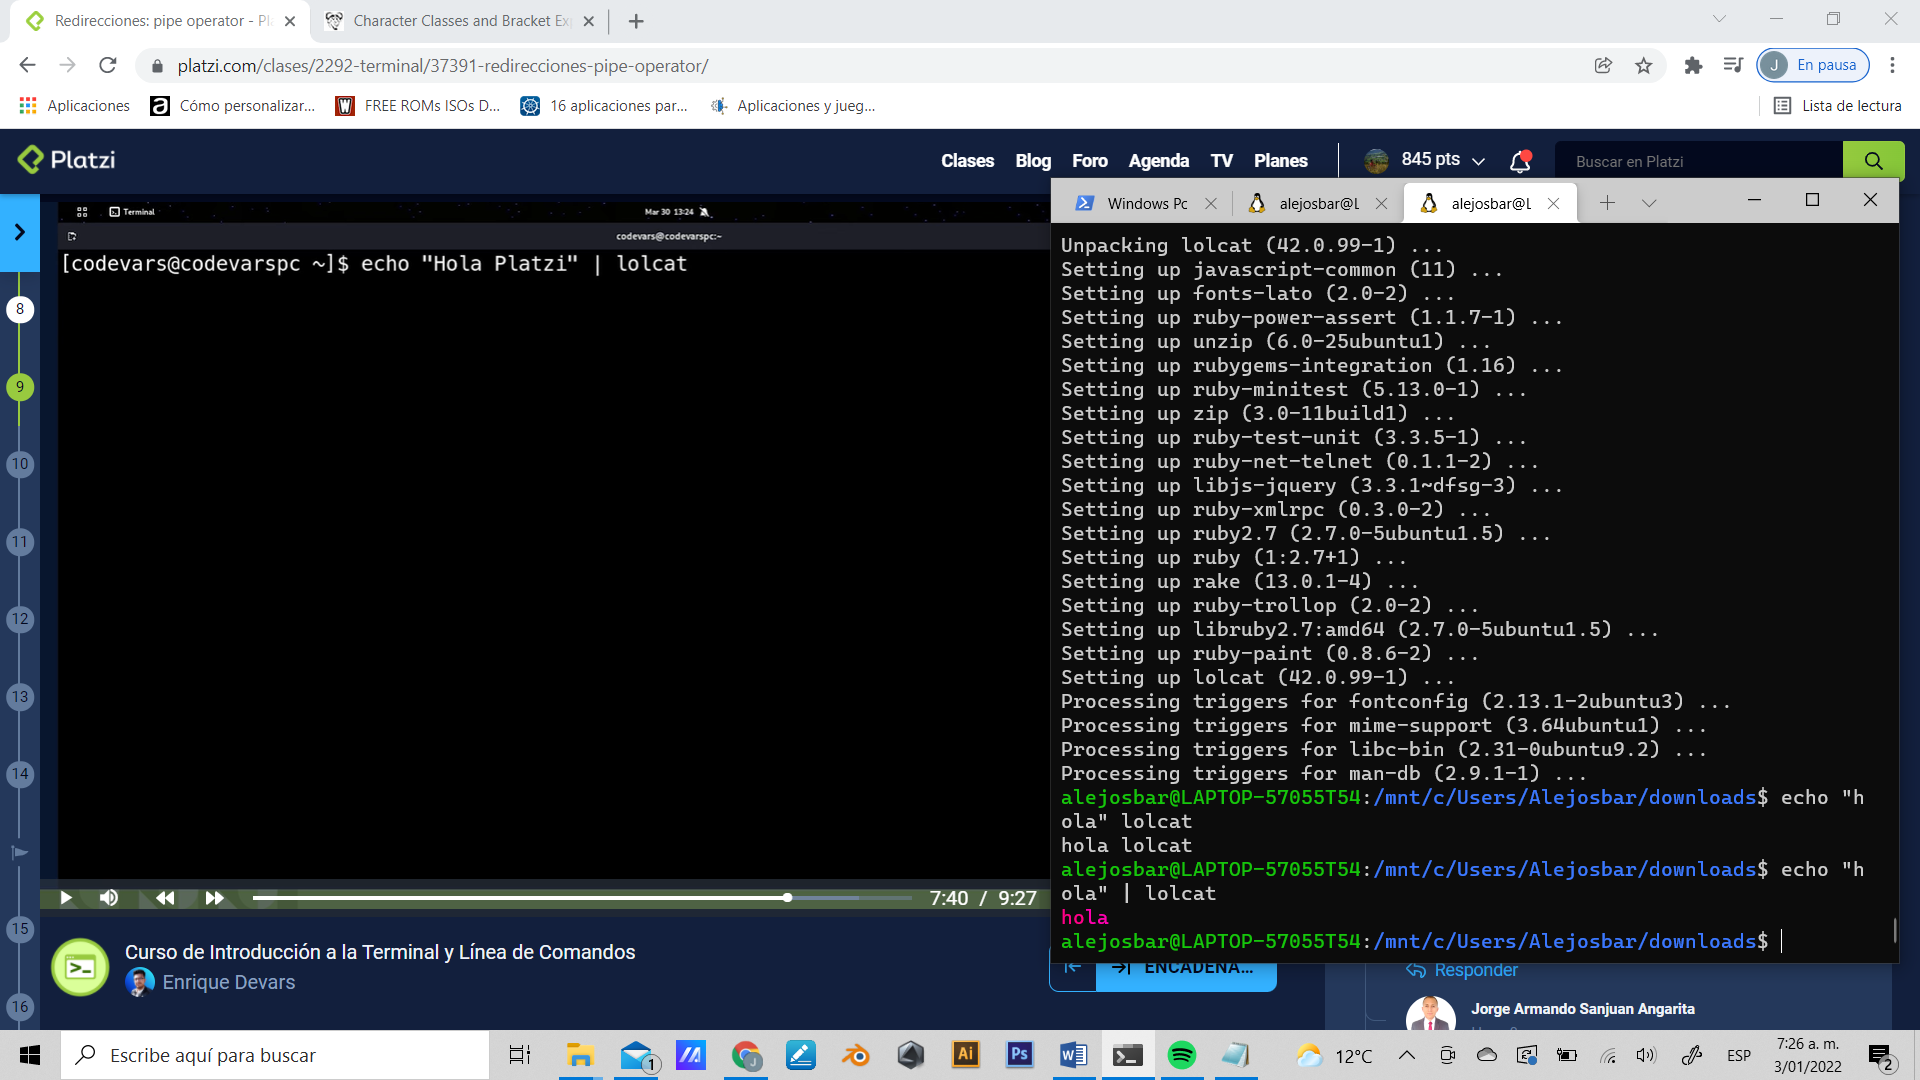 Redirecciones: pipe operator - Pl
Character Classes and Bracket Ex
platzi.com/clases/2292-terminal/37391-redirecciones-pipe-operator/
J En pausa
Aplicaciones
Cómo personalizar...
FREE ROMs ISOs D...
16 aplicaciones par...
Aplicaciones y jueg...
Lista de lectura
Platzi
Clases Blog Foro Agenda TV Planes
845 pts
Buscar en Platzi
Terminal
Mar 30 13:24
codevars@codevarspc:~
[codevars@codevarspc ~]$ echo "Hola Platzi" | lolcat
8
9
10
11
12
13
14
15
16
7:40 / 9:27
Curso de Introducción a la Terminal y Línea de Comandos
Enrique Devars
Windows Pc
alejosbar@L
alejosbar@L
Unpacking lolcat (42.0.99-1) ...
Setting up javascript-common (11) ...
Setting up fonts-lato (2.0-2) ...
Setting up ruby-power-assert (1.1.7-1) ...
Setting up unzip (6.0-25ubuntu1) ...
Setting up rubygems-integration (1.16) ...
Setting up ruby-minitest (5.13.0-1) ...
Setting up zip (3.0-11build1) ...
Setting up ruby-test-unit (3.3.5-1) ...
Setting up ruby-net-telnet (0.1.1-2) ...
Setting up libjs-jquery (3.3.1~dfsg-3) ...
Setting up ruby-xmlrpc (0.3.0-2) ...
Setting up ruby2.7 (2.7.0-5ubuntu1.5) ...
Setting up ruby (1:2.7+1) ...
Setting up rake (13.0.1-4) ...
Setting up ruby-trollop (2.0-2) ...
Setting up libruby2.7:amd64 (2.7.0-5ubuntu1.5) ...
Setting up ruby-paint (0.8.6-2) ...
Setting up lolcat (42.0.99-1) ...
Processing triggers for fontconfig (2.13.1-2ubuntu3) ...
Processing triggers for mime-support (3.64ubuntu1) ...
Processing triggers for libc-bin (2.31-0ubuntu9.2) ...
Processing triggers for man-db (2.9.1-1) ...
alejosbar@LAPTOP-57055T54:/mnt/c/Users/Alejosbar/downloads$ echo "h
ola" lolcat
hola lolcat
alejosbar@LAPTOP-57055T54:/mnt/c/Users/Alejosbar/downloads$ echo "h
ola" | lolcat
hola
alejosbar@LAPTOP-57055T54:/mnt/c/Users/Alejosbar/downloads$
ENCADENA...
Responder
Jorge Armando Sanjuan Angarita
Escribe aquí para buscar
1
J
Ai
Ps
12°C
ESP
7:26 a. m.
3/01/2022
2